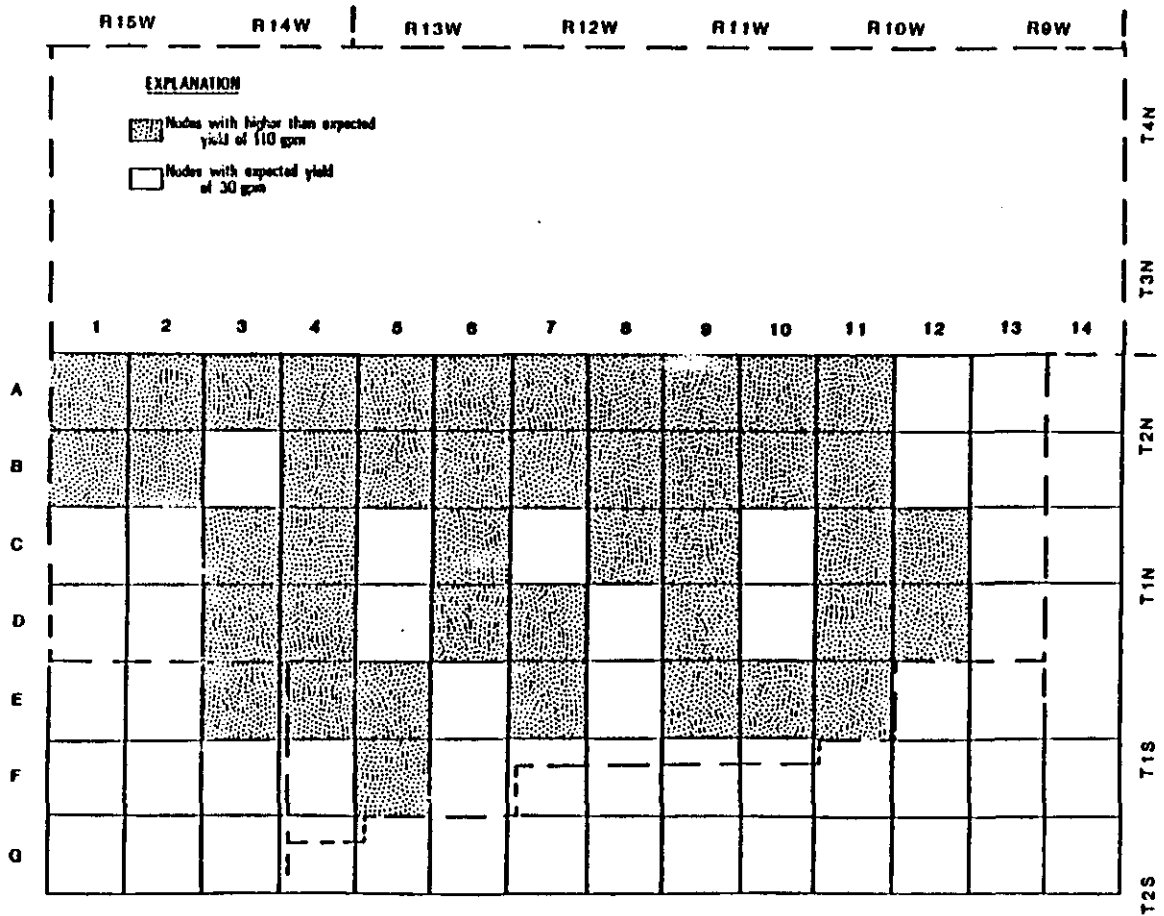 R15W R14W R13W R12W R11W R10W R9W
EXPLANATION
Nodes with higher than expected
yield of 110 gpm
Nodes with expected yield
of 30 gpm
T4N
T3N
1 2 3 4 5 6 7 8 9 10 11 12 13 14
A
T2N
B
C
T1N
D
E
F
T1S
G
T2S